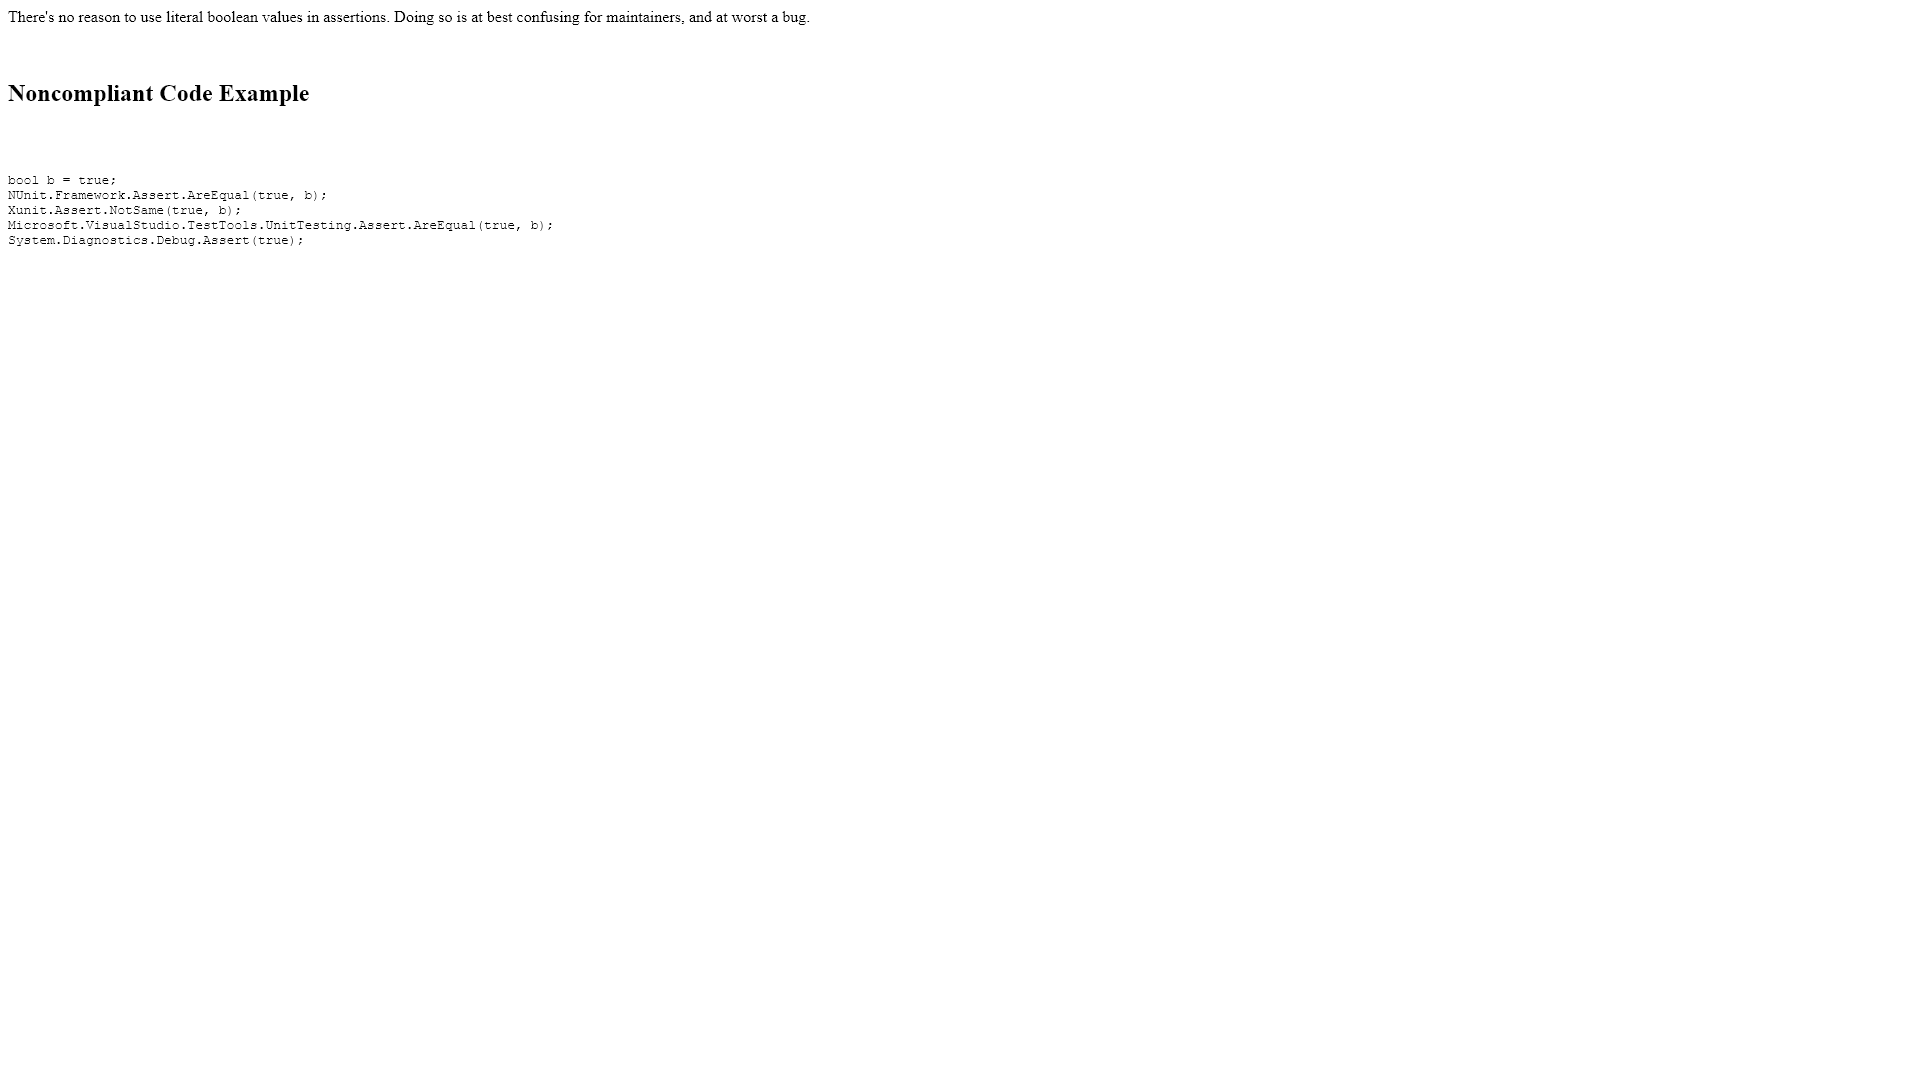 There's no reason to use literal boolean values in assertions. Doing so is at best confusing for maintainers, and at worst a bug.
Noncompliant Code Example
bool b = true;
NUnit.Framework.Assert.AreEqual(true, b);
Xunit.Assert.NotSame(true, b);
Microsoft.VisualStudio.TestTools.UnitTesting.Assert.AreEqual(true, b);
System.Diagnostics.Debug.Assert(true);